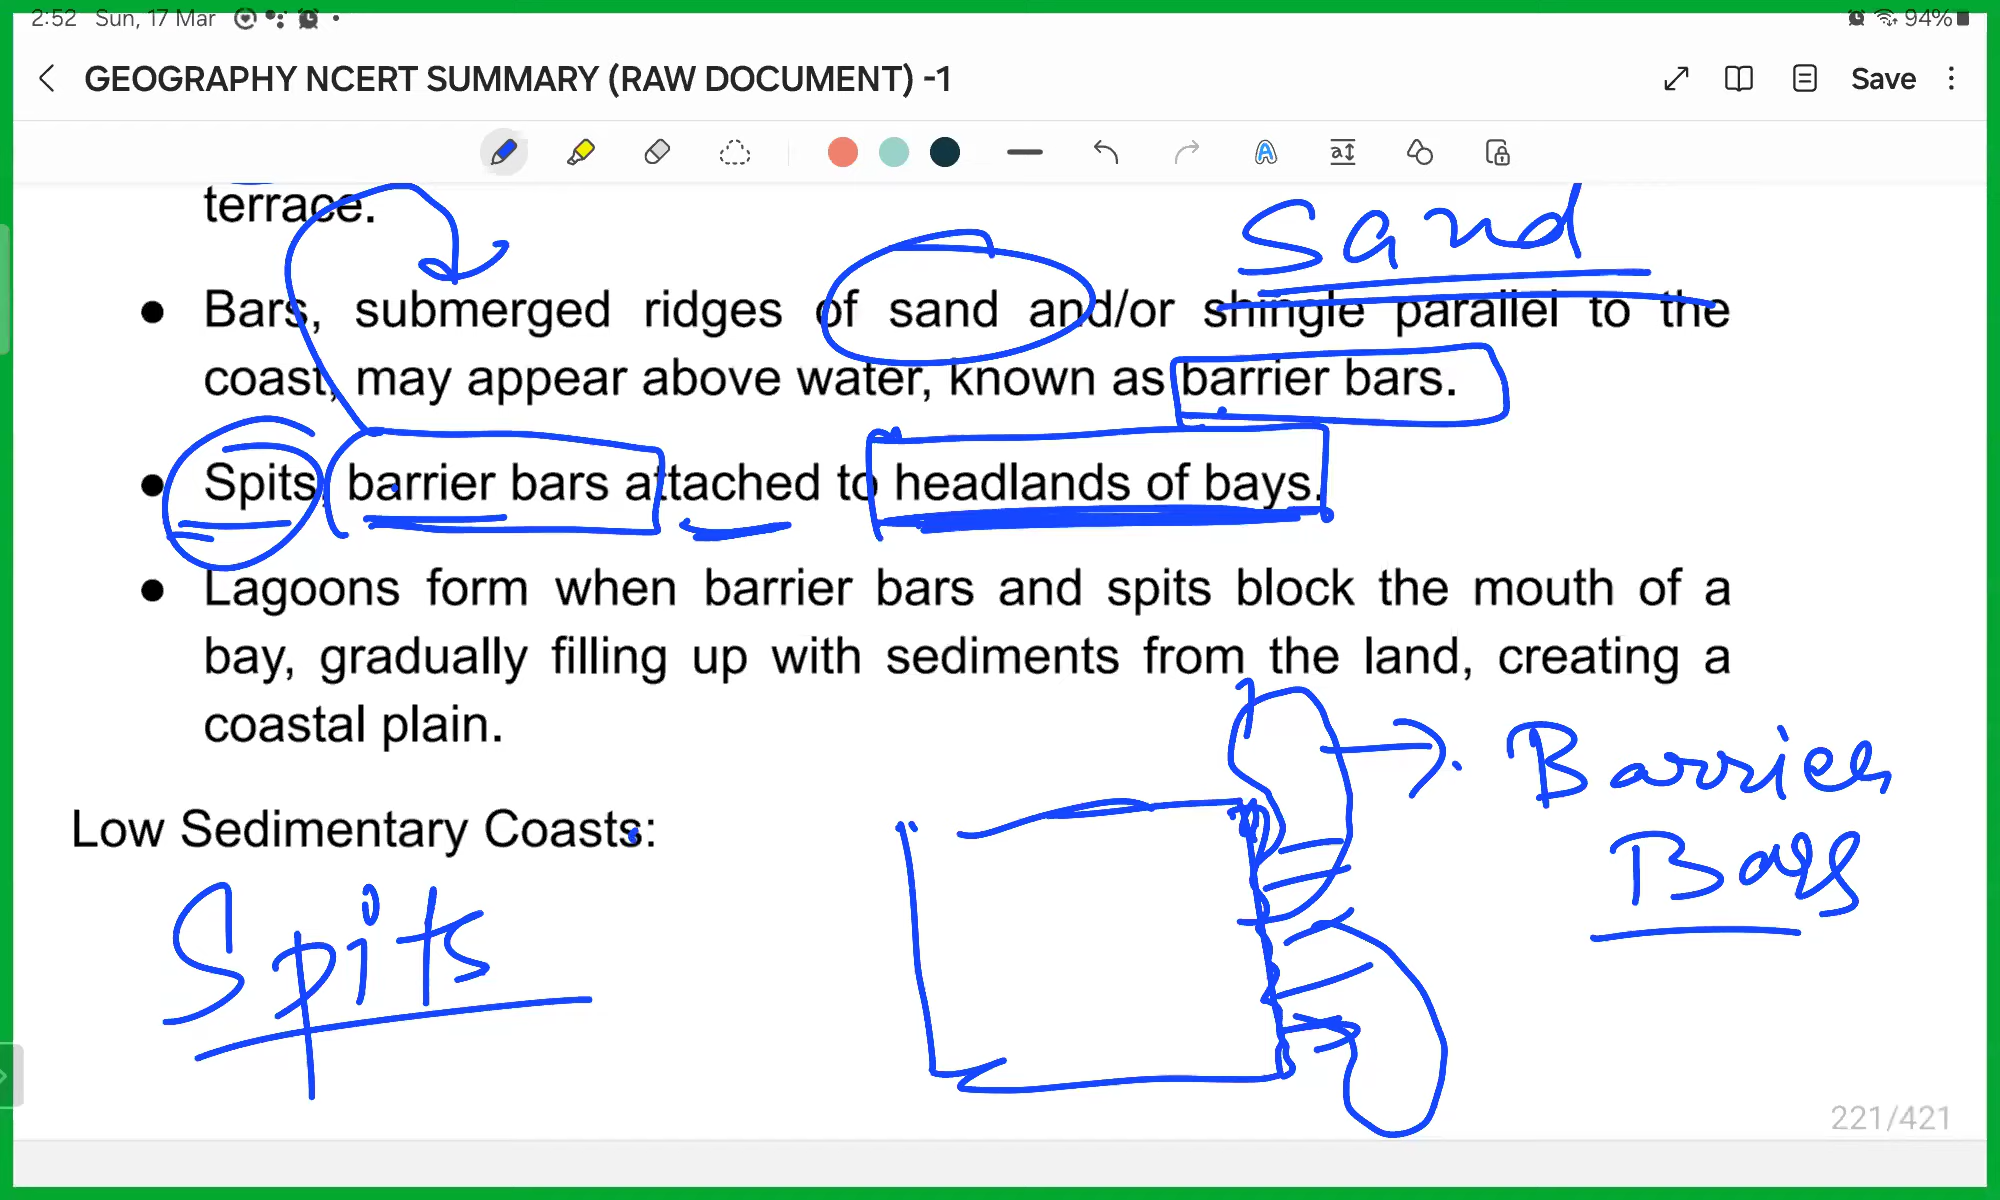 2:52 Sun, 17 Mar 94%
GEOGRAPHY NCERT SUMMARY (RAW DOCUMENT) -1 Save
terrace.
Sand
● Bars, submerged ridges of sand and/or shingle parallel to the
coast, may appear above water, known as barrier bars.
● Spits, barrier bars attached to headlands of bays.
● Lagoons form when barrier bars and spits block the mouth of a
bay, gradually filling up with sediments from the land, creating a
coastal plain.
Barrier
Bars
Low Sedimentary Coasts:
Spits
221/421